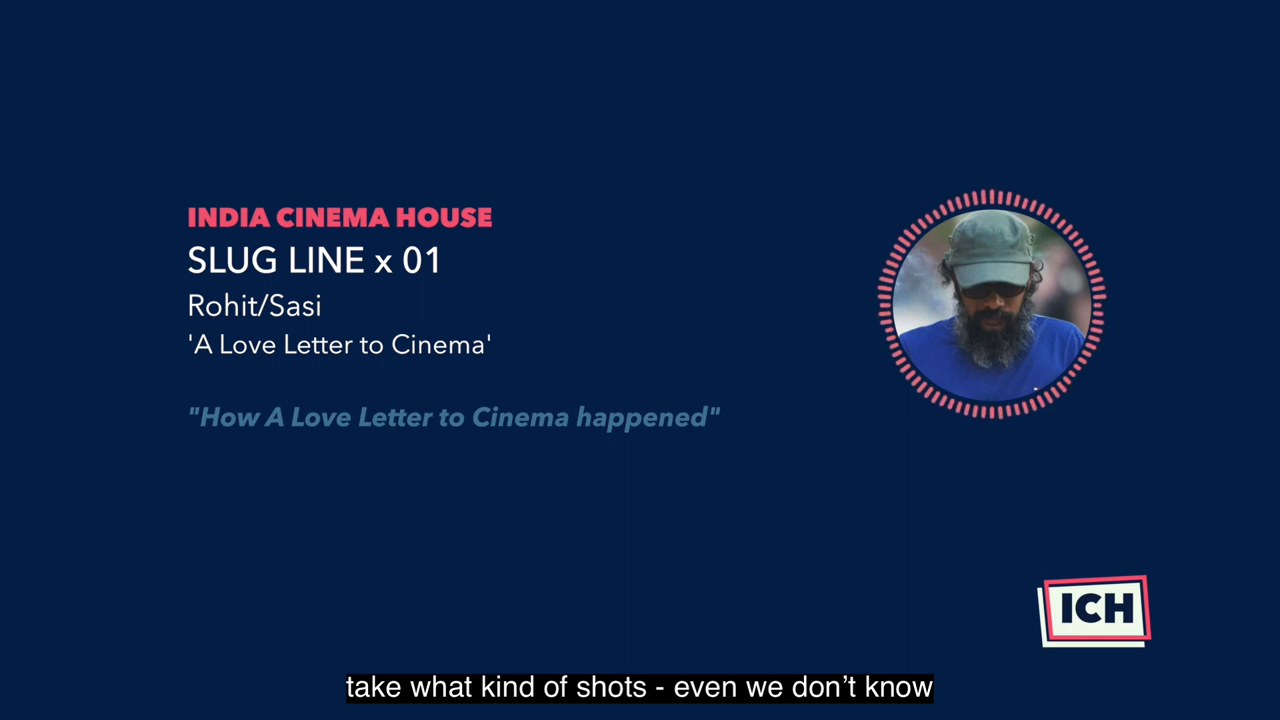 INDIA CINEMA HOUSE
SLUG LINE x 01
Rohit/Sasi
'A Love Letter to Cinema'
"How A Love Letter to Cinema happened"
ICH
take what kind of shots - even we don’t know